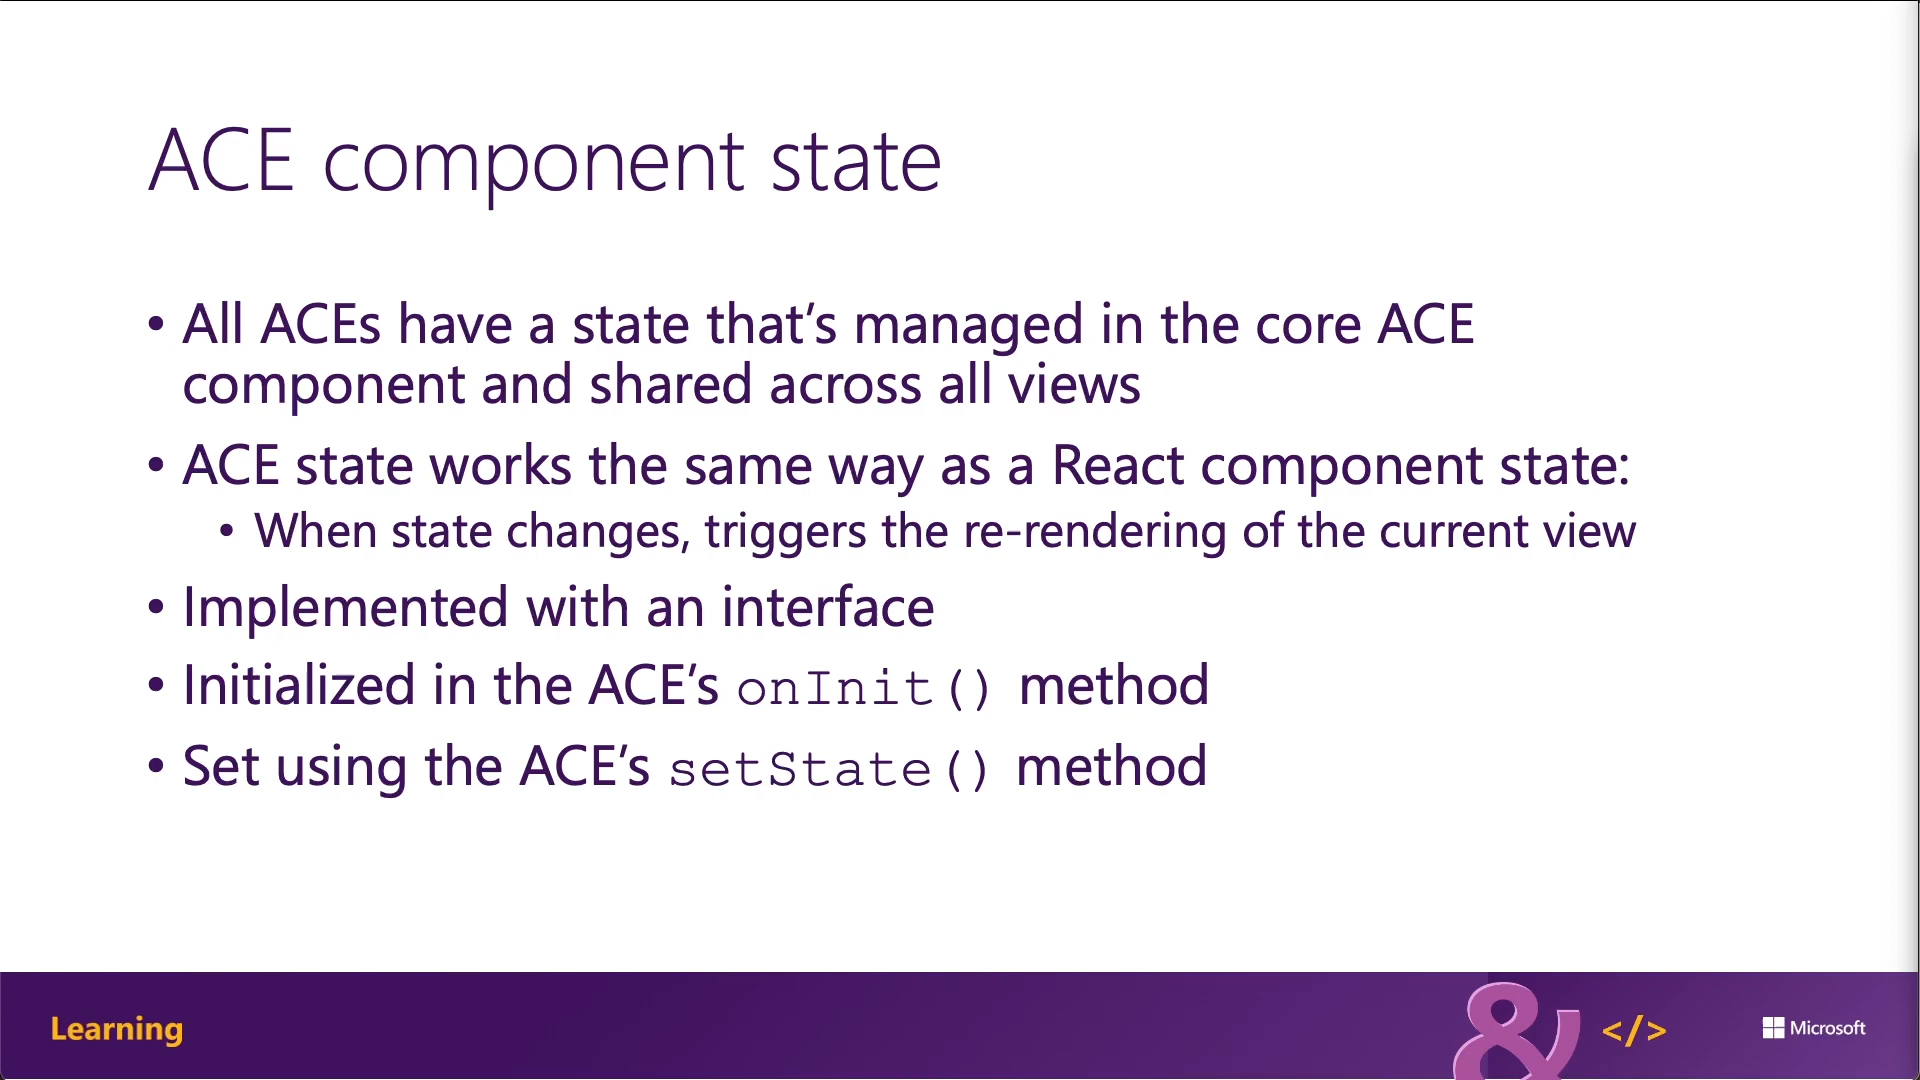 ACE component state
• All ACEs have a state that’s managed in the core ACE
component and shared across all views
• ACE state works the same way as a React component state:
• When state changes, triggers the re-rendering of the current view
• Implemented with an interface
• Initialized in the ACE’s onInit() method
• Set using the ACE’s setState() method
Learning
& </>
Microsoft